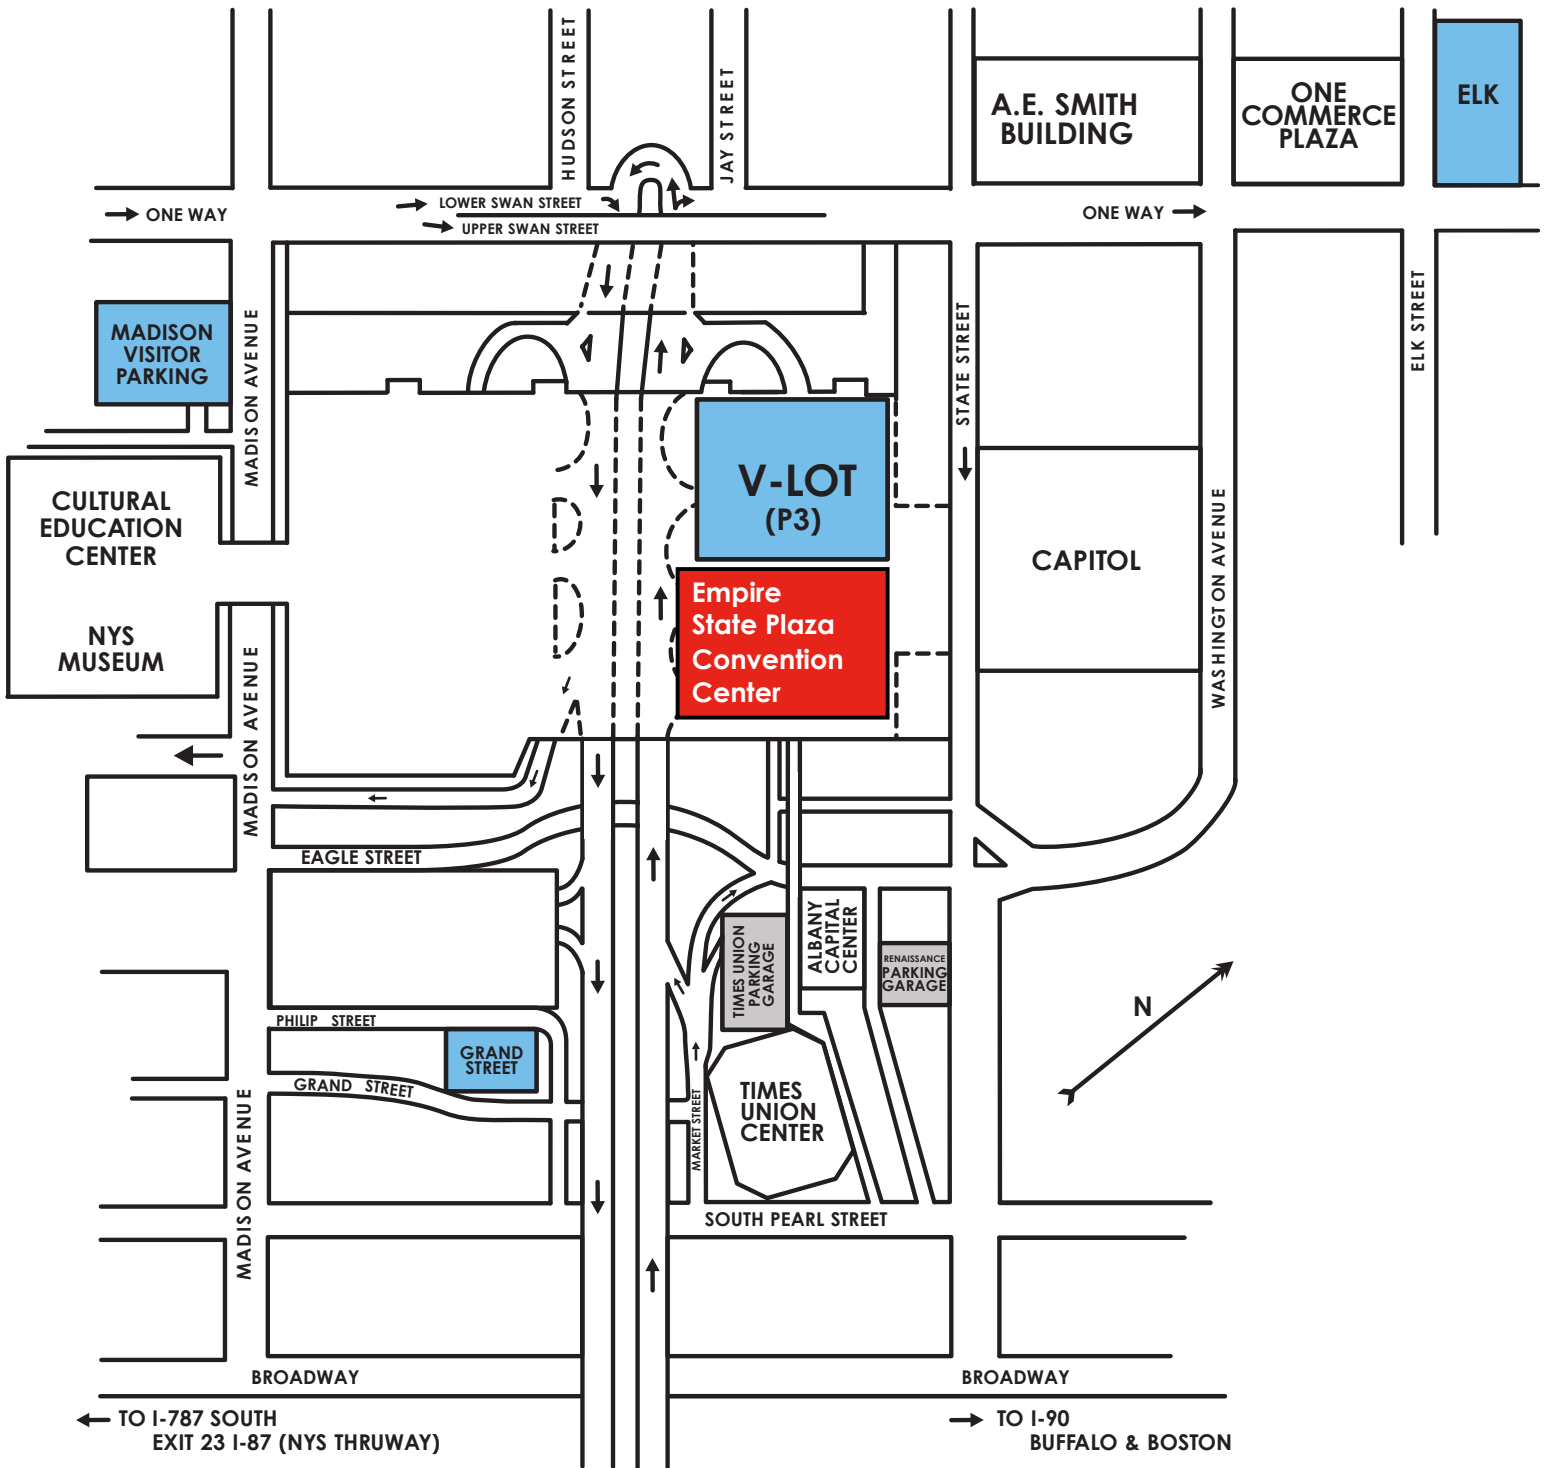 HUDSON STREET
JAY STREET
A.E. SMITH
BUILDING
ONE
COMMERCE
PLAZA
ELK
ONE WAY
LOWER SWAN STREET
UPPER SWAN STREET
ONE WAY
MADISON
VISITOR
PARKING
MADISON AVENUE
STATE STREET
ELK STREET
V-LOT
(P3)
CULTURAL
EDUCATION
CENTER
NYS
MUSEUM
CAPITOL
WASHINGTON AVENUE
Empire
State Plaza
Convention
Center
MADISON AVENUE
EAGLE STREET
ALBANY
CAPITAL
CENTER
TIMES UNION
PARKING
GARAGE
RENAISSANCE
PARKING
GARAGE
N
PHILIP STREET
GRAND
STREET
GRAND STREET
MADISON AVENUE
MARKET STREET
TIMES
UNION
CENTER
SOUTH PEARL STREET
BROADWAY
BROADWAY
TO I-787 SOUTH
EXIT 23 I-87 (NYS THRUWAY)
TO I-90
BUFFALO & BOSTON